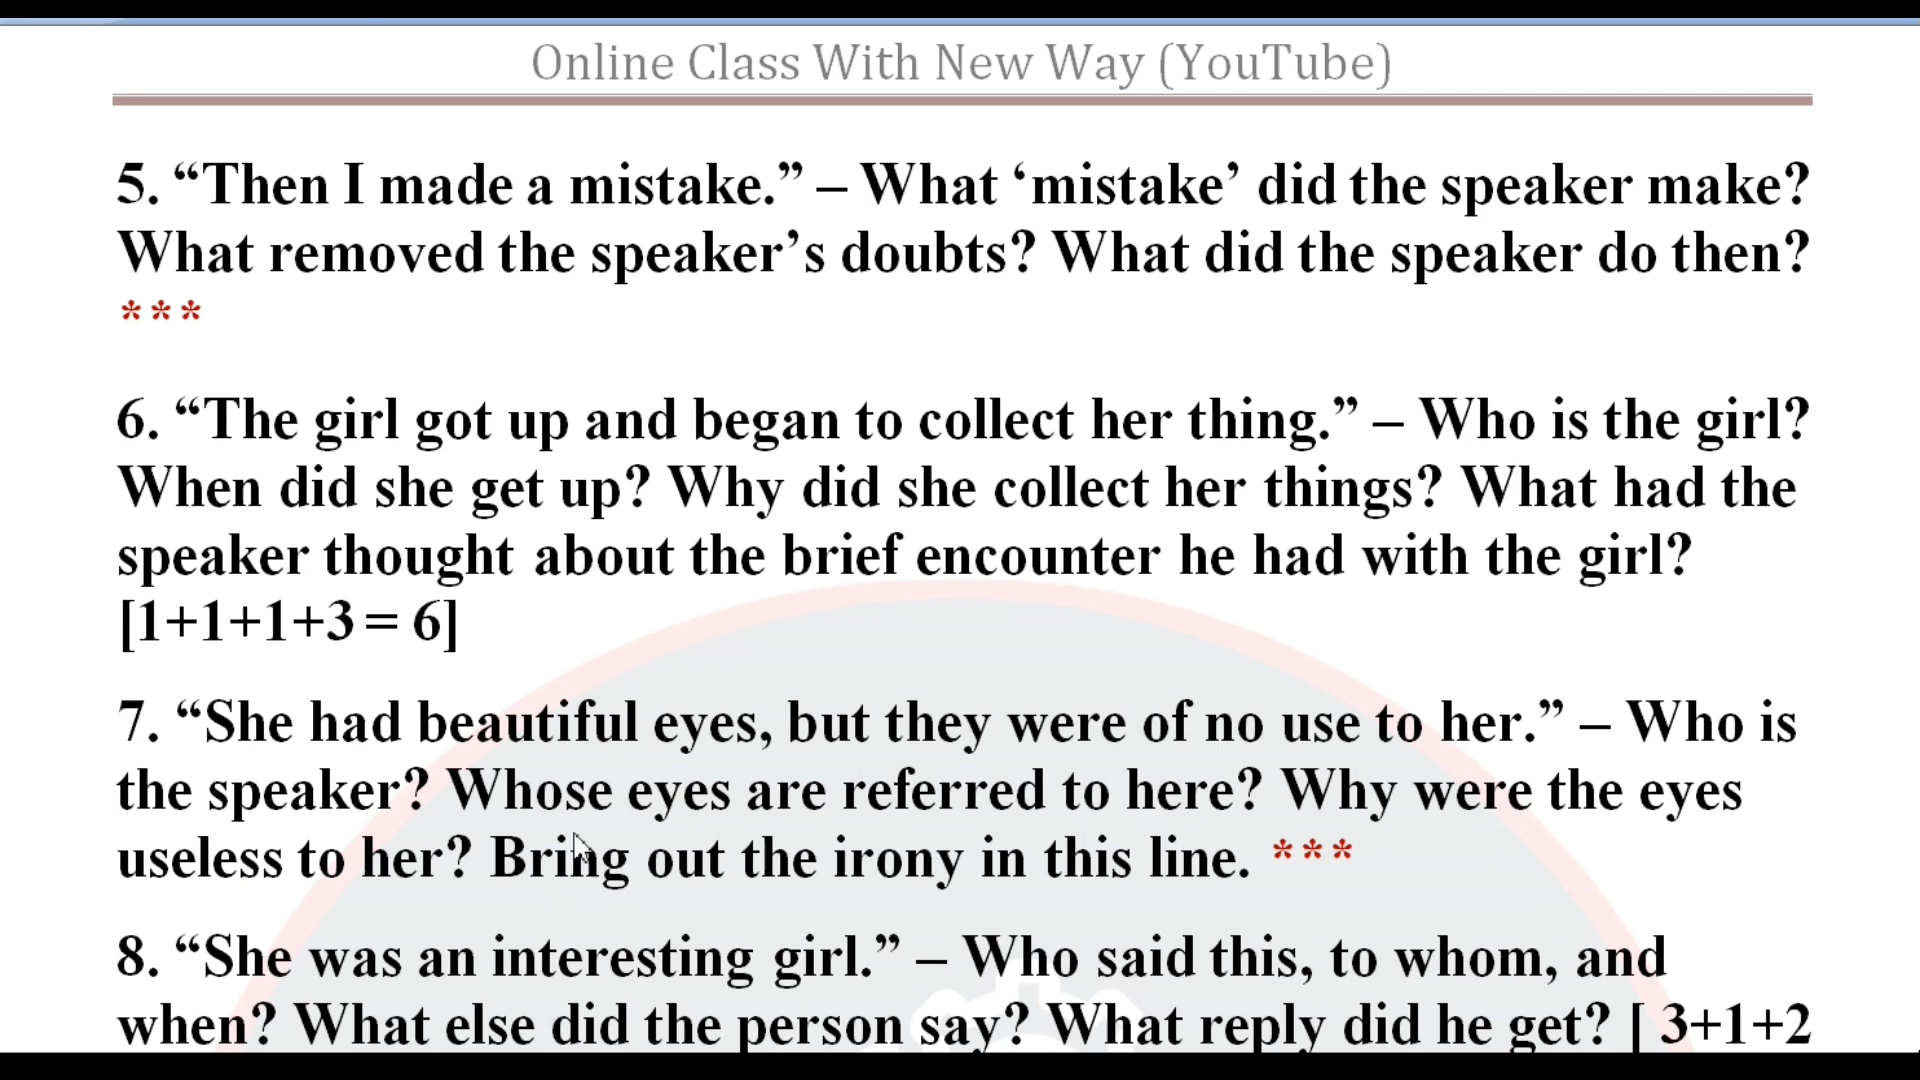 Online Class With New Way (YouTube)
5. “Then I made a mistake.” – What ‘mistake’ did the speaker make?
What removed the speaker’s doubts? What did the speaker do then?
***
6. “The girl got up and began to collect her thing.” – Who is the girl?
When did she get up? Why did she collect her things? What had the
speaker thought about the brief encounter he had with the girl?
[1+1+1+3 = 6]
7. “She had beautiful eyes, but they were of no use to her.” – Who is
the speaker? Whose eyes are referred to here? Why were the eyes
useless to her? Bring out the irony in this line. ***
8. “She was an interesting girl.” – Who said this, to whom, and
when? What else did the person say? What reply did he get? [ 3+1+2